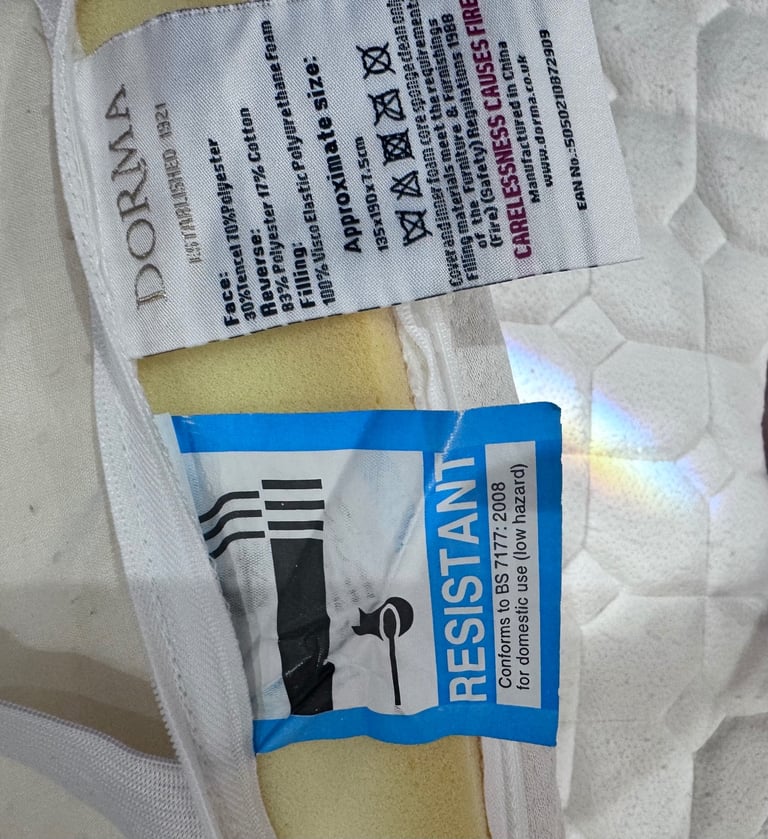 DORMA
ESTABLISHED 1921
Face:
30%Tencel 70%Polyester
Reverse:
83% Polyester 17% Cotton
Filling:
100% Visco Elastic Polyurethane Foam
Approximate size:
135x190x7.5cm
Cover and inner foam core sponge clean only
Filling materials meet the requirements
of the Furniture & Furnishings
(Fire) (Safety) Regulations 1988
CARELESSNESS CAUSES FIRE
Manufactured in China
www.dorma.co.uk
EAN No.:5050210872909
RESISTANT
Conforms to BS 7177: 2008
for domestic use (low hazard)